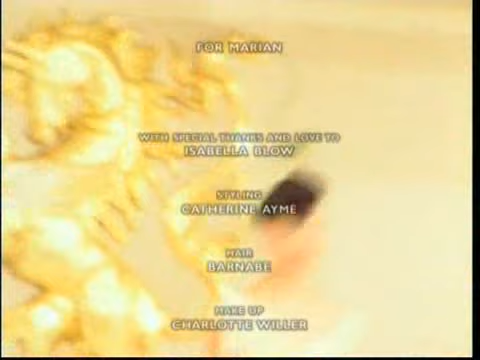 FOR MARIAN
WITH SPECIAL THANKS AND LOVE TO
ISABELLA BLOW
STYLING
CATHERINE AYME
HAIR
BARNABE
MAKE UP
CHARLOTTE WILLER